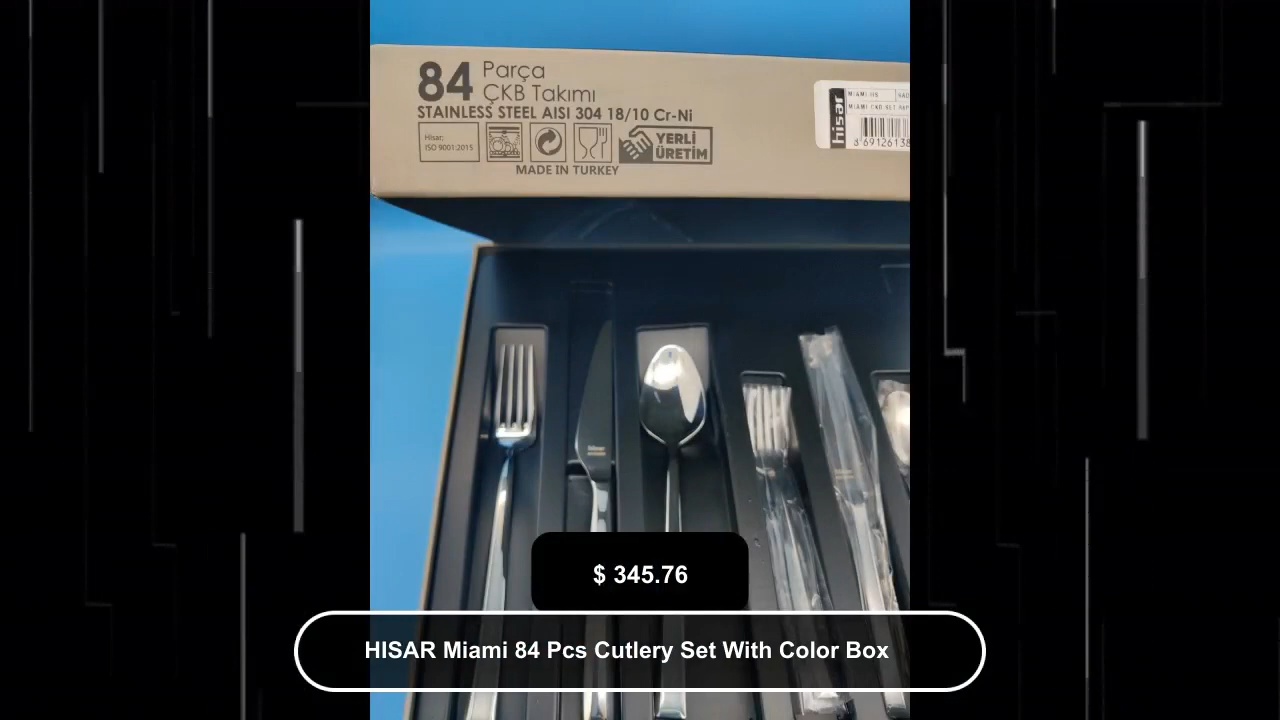 84 Parça
ÇKB Takımı
STAINLESS STEEL AISI 304 18/10 Cr-Ni
Hisar:
ISO 9001:2015
YERLİ
ÜRETİM
MADE IN TURKEY
hisar
MIAMI
$ 345.76
HISAR Miami 84 Pcs Cutlery Set With Color Box